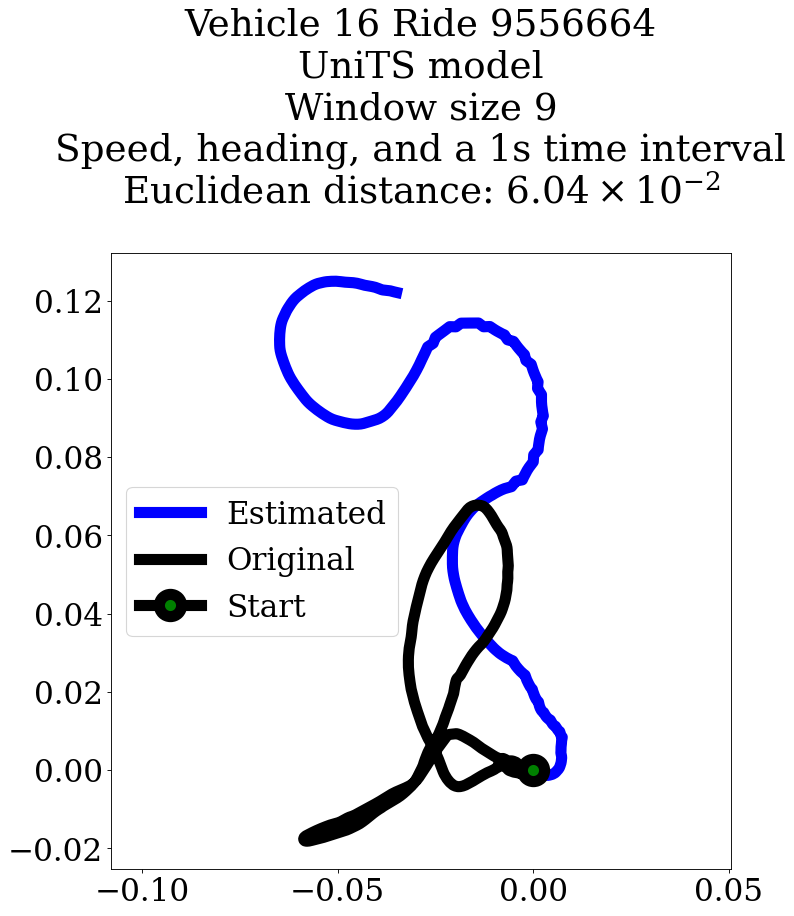 Vehicle 16 Ride 9556664
UniTS model
Window size 9
Speed, heading, and a 1s time interval
Euclidean distance: 6.04 × 10⁻²
0.12
0.10
0.08
0.06
0.04
0.02
0.00
−0.02
Estimated
Original
Start
−0.10
−0.05
0.00
0.05